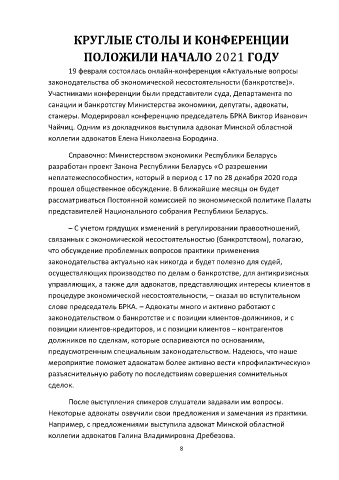 КРУГЛЫЕ СТОЛЫ И КОНФЕРЕНЦИИ
ПОЛОЖИЛИ НАЧАЛО 2021 ГОДУ
19 февраля состоялась онлайн-конференция «Актуальные вопросы
законодательства об экономической несостоятельности (банкротстве)».
Участниками конференции были представители суда, Департамента по
санации и банкротству Министерства экономики, депутаты, адвокаты,
стажеры. Модерировал конференцию председатель БРКА Виктор Иванович
Чайчиц. Одним из докладчиков выступила адвокат Минской областной
коллегии адвокатов Елена Николаевна Бородина.
Справочно: Министерством экономики Республики Беларусь
разработан проект Закона Республики Беларусь «О разрешении
неплатежеспособности», который в период с 17 по 28 декабря 2020 года
прошел общественное обсуждение. В ближайшие месяцы он будет
рассматриваться Постоянной комиссией по экономической политике Палаты
представителей Национального собрания Республики Беларусь.
– С учетом грядущих изменений в регулировании правоотношений,
связанных с экономической несостоятельностью (банкротством), полагаю,
что обсуждение проблемных вопросов практики применения
законодательства актуально как никогда и будет полезно для судей,
осуществляющих производство по делам о банкротстве, для антикризисных
управляющих, а также для адвокатов, представляющих интересы клиентов в
процедуре экономической несостоятельности, – сказал во вступительном
слове председатель БРКА. – Адвокаты много и активно работают с
законодательством о банкротстве и с позиции клиентов-должников, и с
позиции клиентов-кредиторов, и с позиции клиентов – контрагентов
должников по сделкам, которые оспариваются по основаниям,
предусмотренным специальным законодательством. Надеюсь, что наше
мероприятие поможет адвокатам более активно вести «профилактическую»
разъяснительную работу по последствиям совершения сомнительных
сделок.
После выступления спикеров слушатели задавали им вопросы.
Некоторые адвокаты озвучили свои предложения и замечания из практики.
Например, с предложениями выступила адвокат Минской областной
коллегии адвокатов Галина Владимировна Дребезова.
8